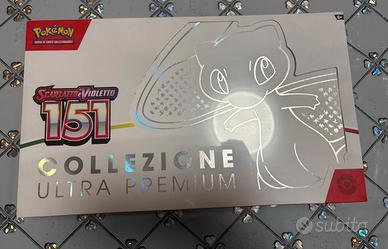 Pokémon
SCARLATTO E VIOLETTO
151
COLLEZIONE
ULTRA PREMIUM
subito